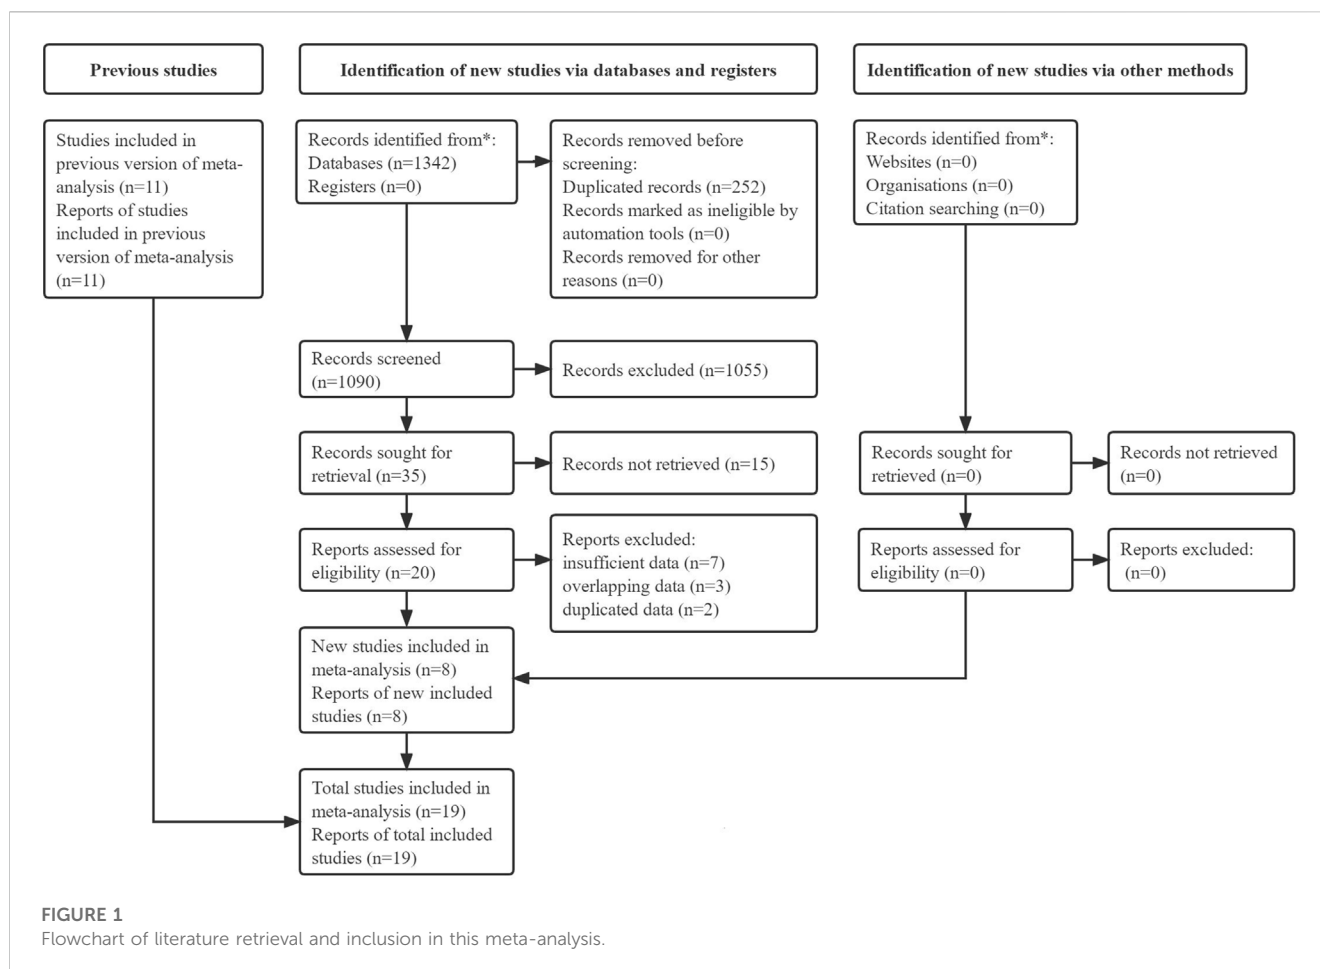 Previous studies
Identification of new studies via databases and registers
Identification of new studies via other methods
Studies included in
previous version of meta-
analysis (n=11)
Reports of studies
included in previous
version of meta-analysis
(n=11)
Records identified from*:
Databases (n=1342)
Registers (n=0)
Records removed before
screening:
Duplicated records (n=252)
Records marked as ineligible by
automation tools (n=0)
Records removed for other
reasons (n=0)
Records identified from*:
Websites (n=0)
Organisations (n=0)
Citation searching (n=0)
Records screened
(n=1090)
Records excluded (n=1055)
Records sought for
retrieval (n=35)
Records not retrieved (n=15)
Records sought for
retrieved (n=0)
Records not retrieved
(n=0)
Reports assessed for
eligibility (n=20)
Reports excluded:
insufficient data (n=7)
overlapping data (n=3)
duplicated data (n=2)
Reports assessed for
eligibility (n=0)
Reports excluded:
(n=0)
New studies included in
meta-analysis (n=8)
Reports of new included
studies (n=8)
Total studies included in
meta-analysis (n=19)
Reports of total included
studies (n=19)
FIGURE 1
Flowchart of literature retrieval and inclusion in this meta-analysis.